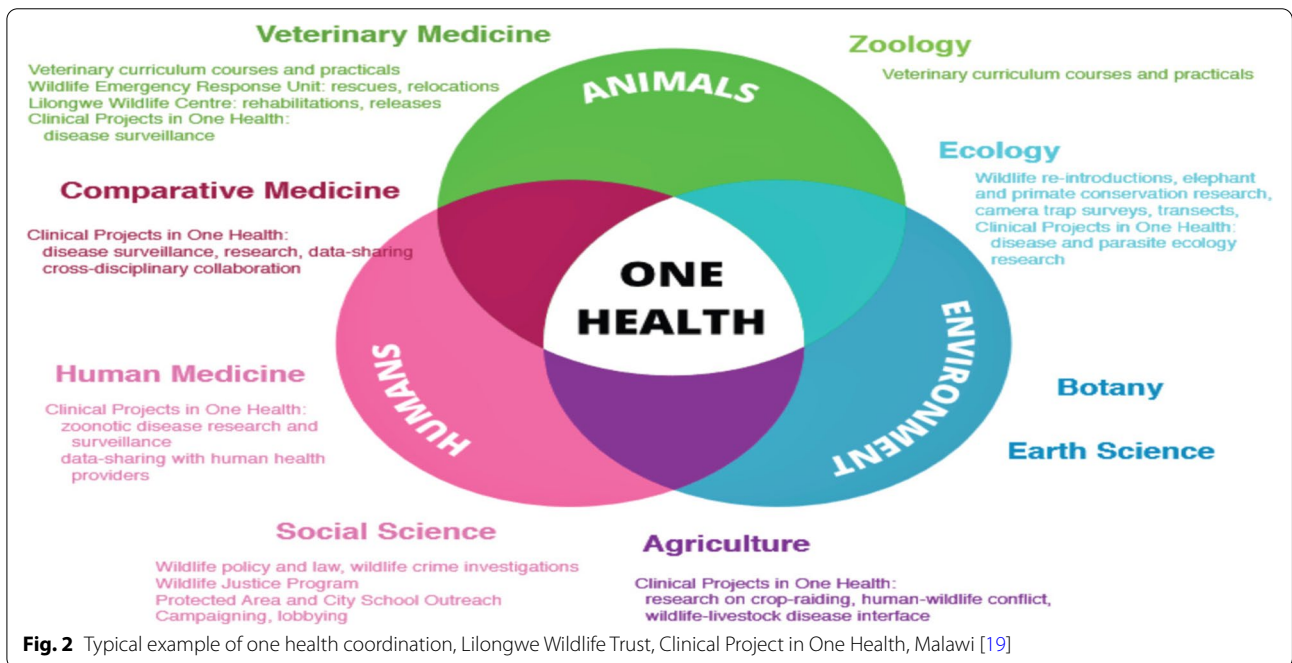 Veterinary Medicine
Veterinary curriculum courses and practicals
Wildlife Emergency Response Unit: rescues, relocations
Lilongwe Wildlife Centre: rehabilitations, releases
Clinical Projects in One Health:
disease surveillance
Zoology
Veterinary curriculum courses and practicals
ANIMALS
Ecology
Wildlife re-introductions, elephant
and primate conservation research,
camera trap surveys, transects,
Clinical Projects in One Health:
disease and parasite ecology
research
Comparative Medicine
Clinical Projects in One Health:
disease surveillance, research, data-sharing
cross-disciplinary collaboration
ONE
HEALTH
HUMANS
ENVIRONMENT
Human Medicine
Clinical Projects in One Health:
zoonotic disease research and
surveillance
data-sharing with human health
providers
Botany
Earth Science
Social Science
Wildlife policy and law, wildlife crime investigations
Wildlife Justice Program
Protected Area and City School Outreach
Campaigning, lobbying
Agriculture
Clinical Projects in One Health:
research on crop-raiding, human-wildlife conflict,
wildlife-livestock disease interface
Fig. 2 Typical example of one health coordination, Lilongwe Wildlife Trust, Clinical Project in One Health, Malawi [19]